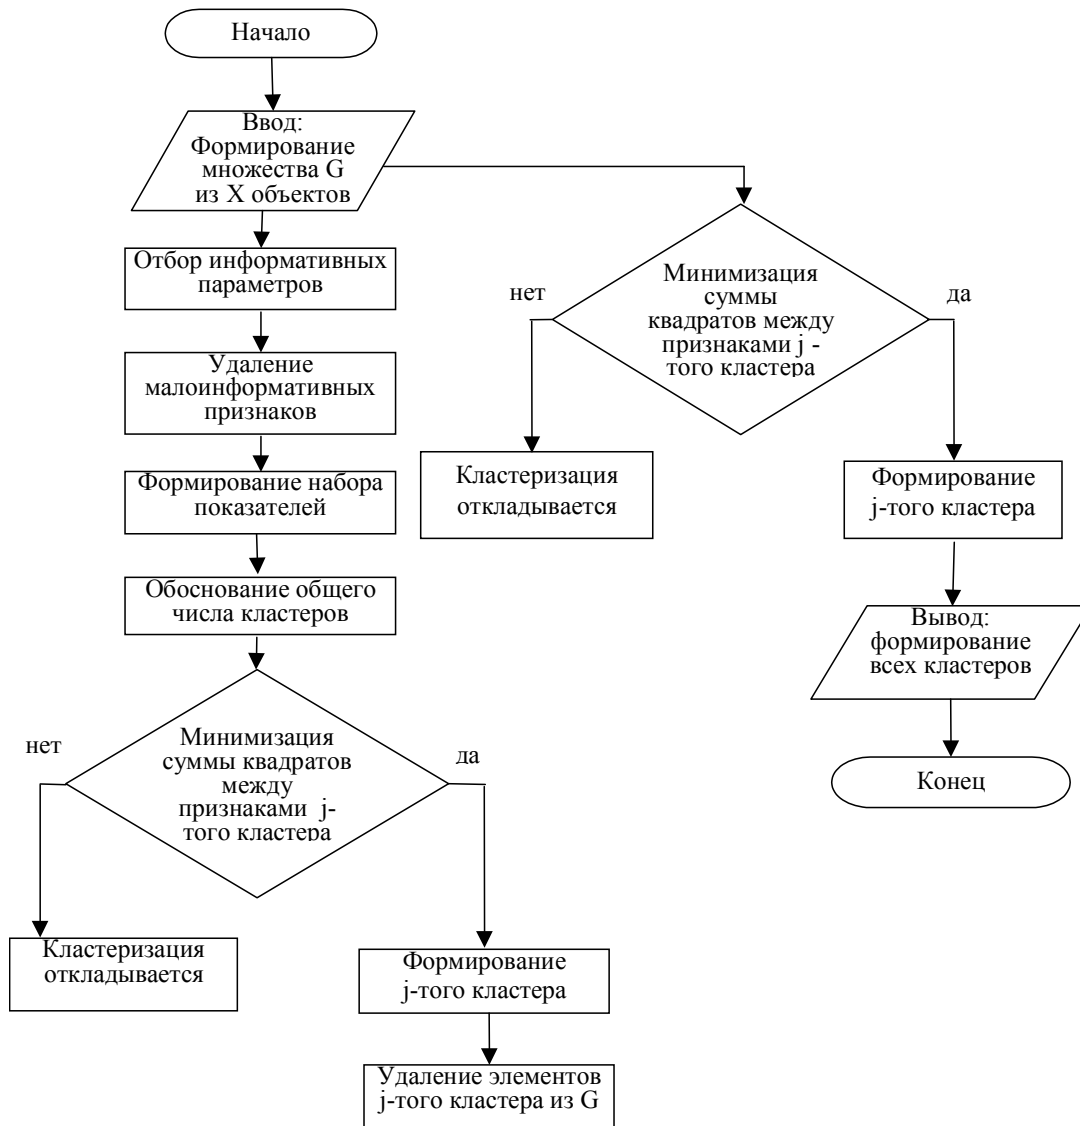 Начало
Ввод:
Формирование
множества G
из X объектов
Отбор информативных
параметров
Удаление
малоинформативных
признаков
Формирование набора
показателей
Обоснование общего
числа кластеров
нет
Минимизация
суммы квадратов
между
признаками j-
того кластера
да
Кластеризация
откладывается
Формирование
j-того кластера
Удаление элементов
j-того кластера из G
нет
Минимизация
суммы
квадратов между
признаками j -
того кластера
да
Кластеризация
откладывается
Формирование
j-того кластера
Вывод:
формирование
всех кластеров
Конец